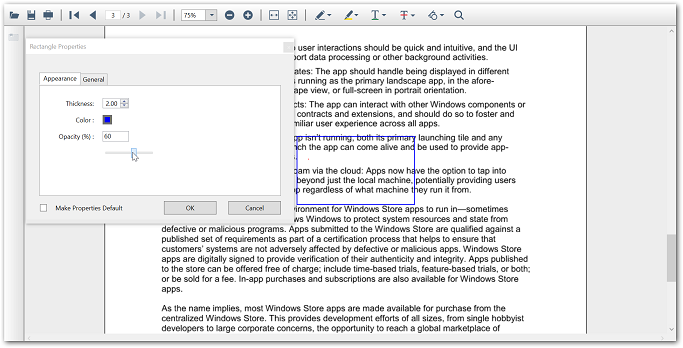 3 / 3
75%
Rectangle Properties
Appearance
General
Thickness: 2.00
Color :
Opacity (%) : 60
Make Properties Default
OK
Cancel
user interactions should be quick and intuitive, and the UI
port data processing or other background activities.
ates: The app should handle being displayed in different
running as the primary landscape app, in the afore-
ape view, or full-screen in portrait orientation.
cts: The app can interact with other Windows components or
contracts and extensions, and should do so to foster and
miliar user experience across all apps.
pp isn't running, both its primary launching tile and any
nch the app can come alive and be used to provide app-
s.
oam via the cloud: Apps now have the option to tap into
beyond just the local machine, potentially providing users
p regardless of what machine they run it from.
vironment for Windows Store apps to run in—sometimes
ws Windows to protect system resources and state from
defective or malicious programs. Apps submitted to the Windows Store are qualified against a
published set of requirements as part of a certification process that helps to ensure that
customers' systems are not adversely affected by defective or malicious apps. Windows Store
apps are digitally signed to provide verification of their authenticity and integrity. Apps published
to the store can be offered free of charge; include time-based trials, feature-based trials, or both;
or be sold for a fee. In-app purchases and subscriptions are also available for Windows Store
apps.
As the name implies, most Windows Store apps are made available for purchase from the
centralized Windows Store. This provides development efforts of all sizes, from single hobbyist
developers to large corporate concerns, the opportunity to reach a global marketplace of